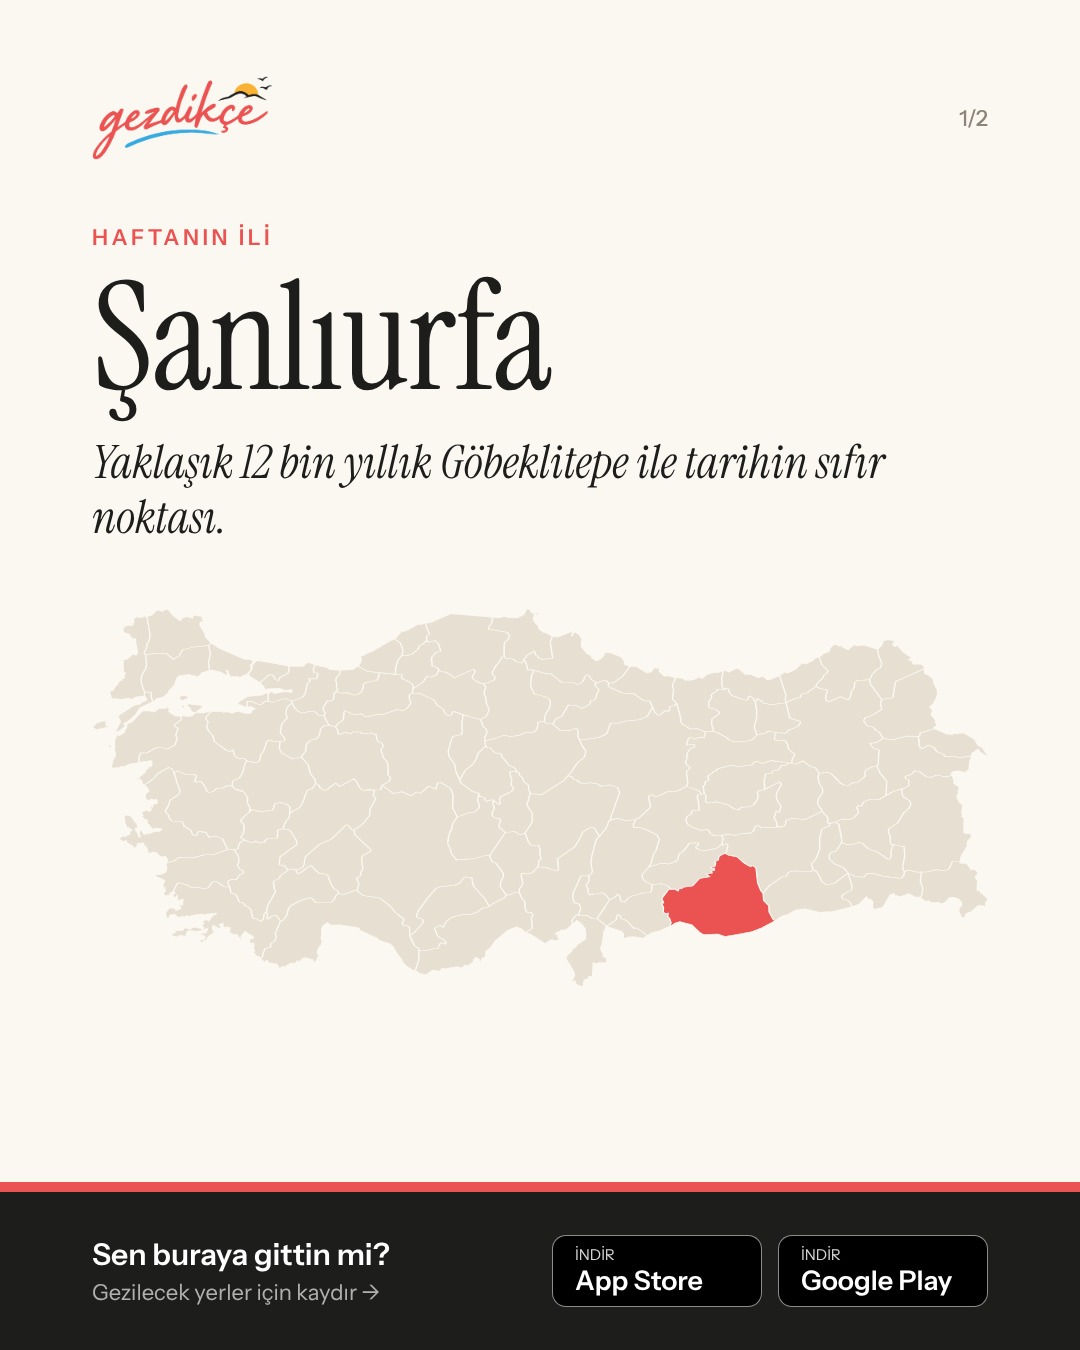 gezdikçe
1/2
HAFTANIN İLİ
Şanlıurfa
Yaklaşık 12 bin yıllık Göbeklitepe ile tarihin sıfır
noktası.
Sen buraya gittin mi?
Gezilecek yerler için kaydır →
İNDİR
App Store
İNDİR
Google Play